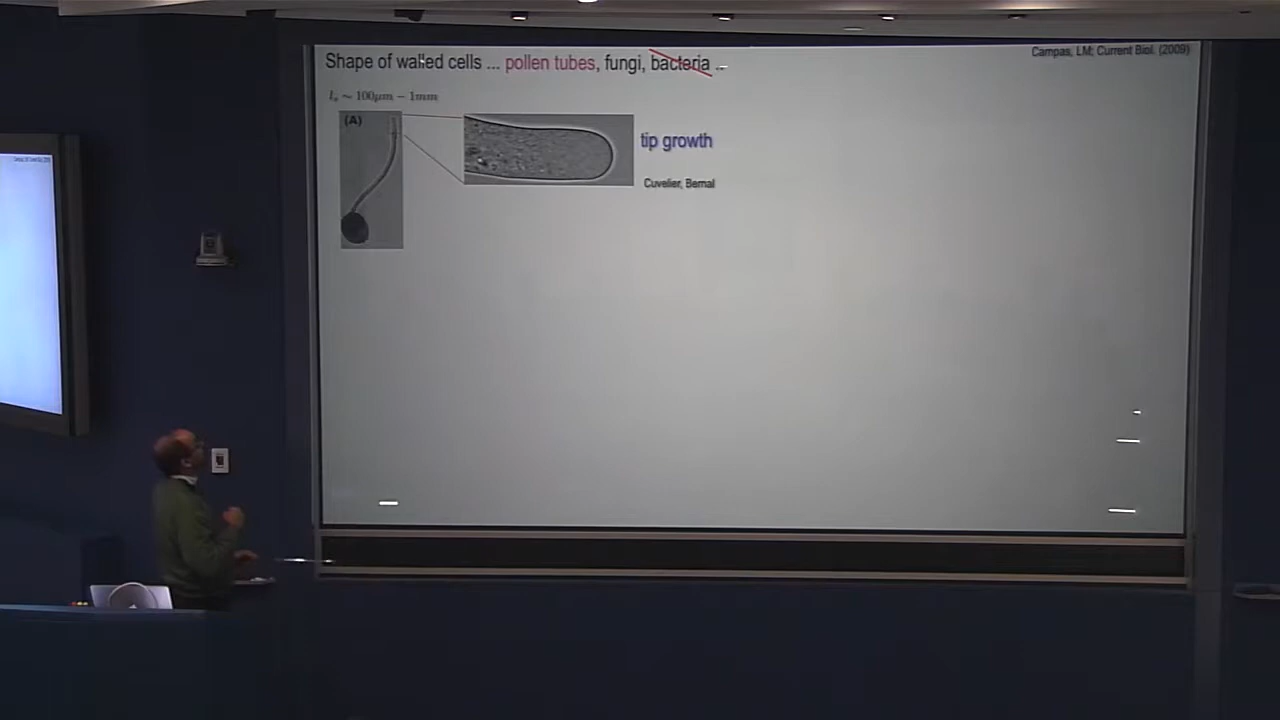 Campas, LM; Current Biol. (2009)
Shape of walled cells ... pollen tubes, fungi, bacteria ...
~ 100μm − 1mm
(A)
tip growth
Cuvelier, Bernal